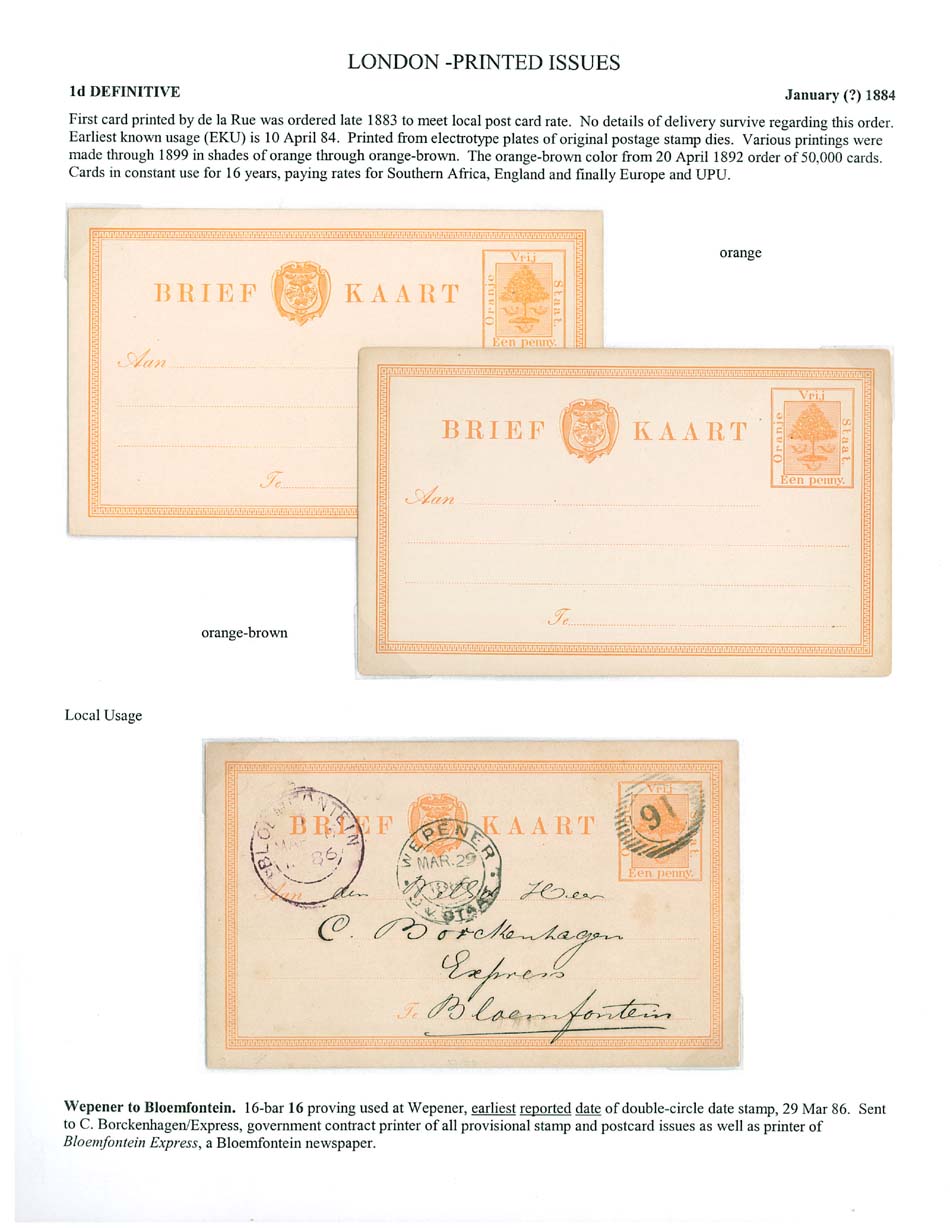 LONDON -PRINTED ISSUES
1d DEFINITIVE
January (?) 1884
First card printed by de la Rue was ordered late 1883 to meet local post card rate. No details of delivery survive regarding this order.
Earliest known usage (EKU) is 10 April 84. Printed from electrotype plates of original postage stamp dies. Various printings were
made through 1899 in shades of orange through orange-brown. The orange-brown color from 20 April 1892 order of 50,000 cards.
Cards in constant use for 16 years, paying rates for Southern Africa, England and finally Europe and UPU.
orange
BRIEF KAART
Vrij
Oranje
Staat.
Een penny.
Aan
Te
BRIEF KAART
Vrij
Oranje
Staat.
Een penny.
Aan
Te
orange-brown
Local Usage
BRIEF KAART
Vrij
Een penny.
16
BLOEMFONTEIN
86
WEPENER
MAR.29
Aan den Heer
C. Borckenhagen
Express
Te Bloemfontein
Wepener to Bloemfontein. 16-bar 16 proving used at Wepener, earliest reported date of double-circle date stamp, 29 Mar 86. Sent
to C. Borckenhagen/Express, government contract printer of all provisional stamp and postcard issues as well as printer of
Bloemfontein Express, a Bloemfontein newspaper.